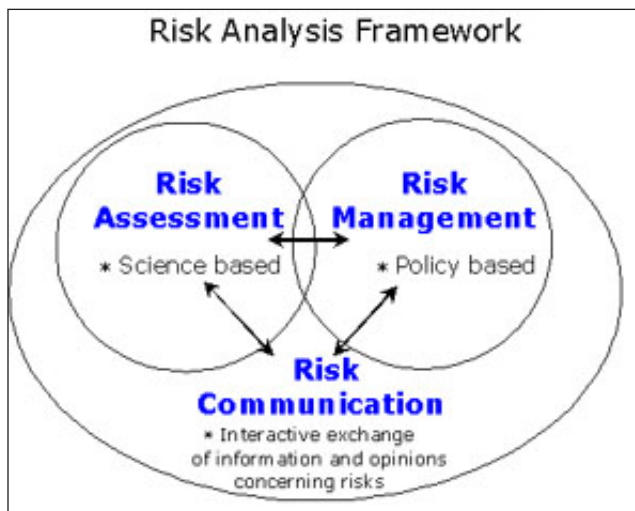 Risk Analysis Framework
Risk
Assessment
* Science based
Risk
Management
* Policy based
Risk
Communication
* Interactive exchange
of information and opinions
concerning risks